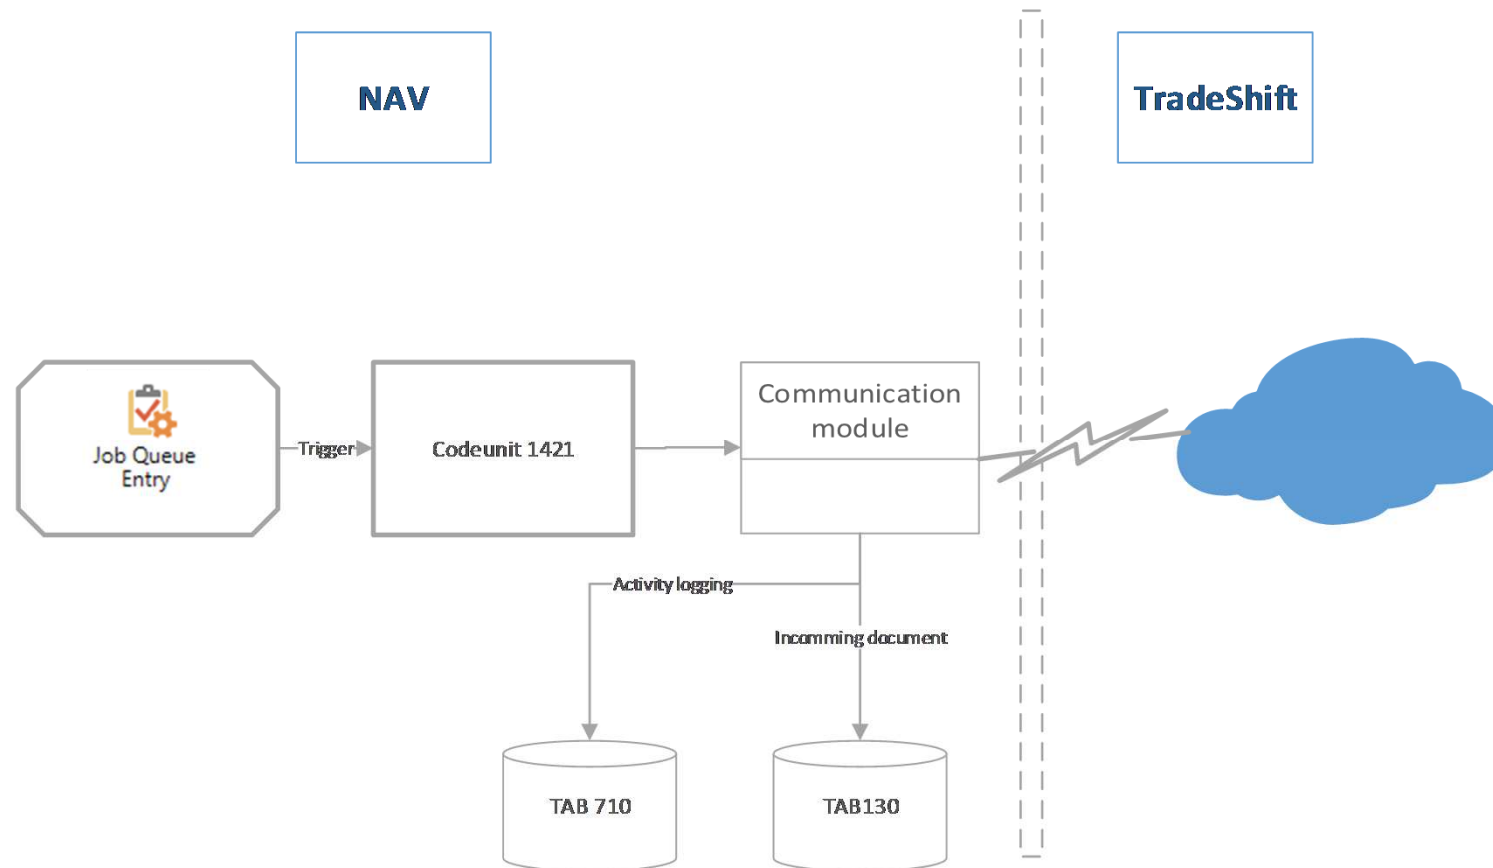 NAV
TradeShift
Job Queue
Entry
Trigger
Codeunit 1421
Communication
module
Activity logging
Incomming document
TAB 710
TAB130